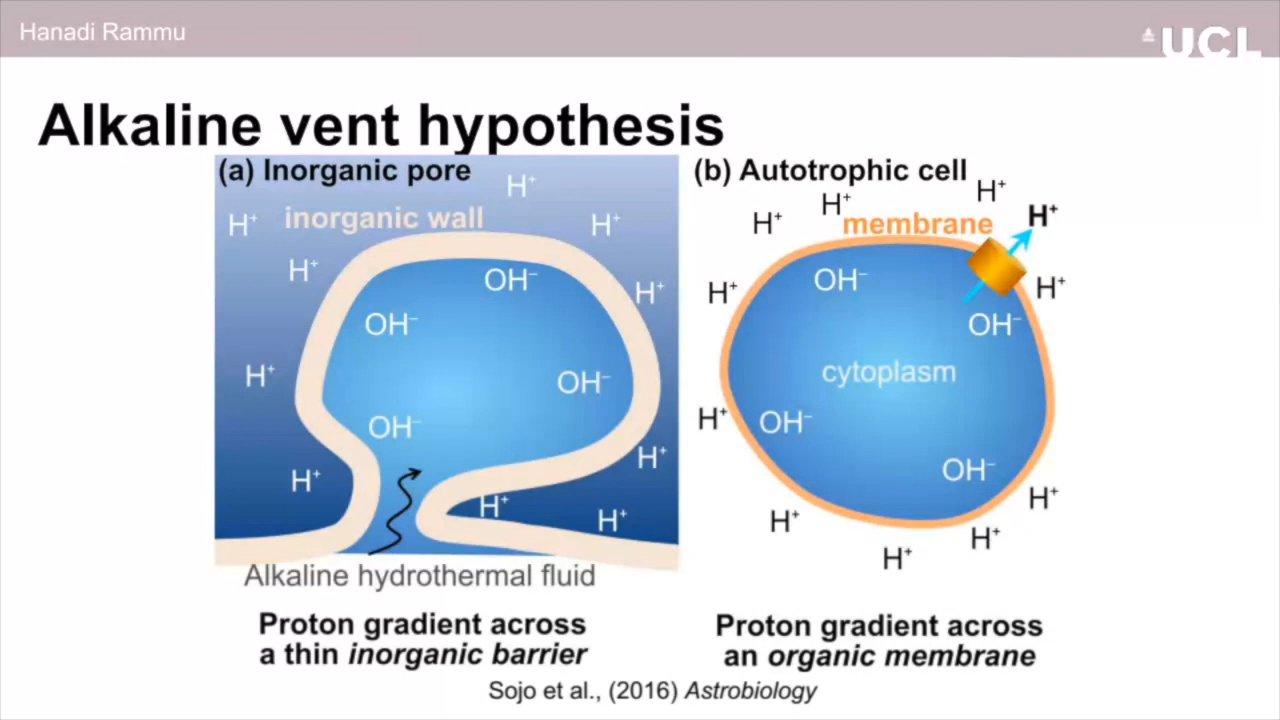 Hanadi Rammu
UCL
Alkaline vent hypothesis
(a) Inorganic pore
H⁺
H⁺
inorganic wall
H⁺
H⁺
OH⁻
H⁺
OH⁻
H⁺
OH⁻
OH⁻
H⁺
H⁺
H⁺
H⁺
Alkaline hydrothermal fluid
Proton gradient across
a thin inorganic barrier
(b) Autotrophic cell
H⁺
H⁺
H⁺
H⁺
membrane
OH⁻
H⁺
H⁺
OH⁻
cytoplasm
H⁺
OH⁻
OH⁻
H⁺
H⁺
H⁺
H⁺
Proton gradient across
an organic membrane
Sojo et al., (2016) Astrobiology